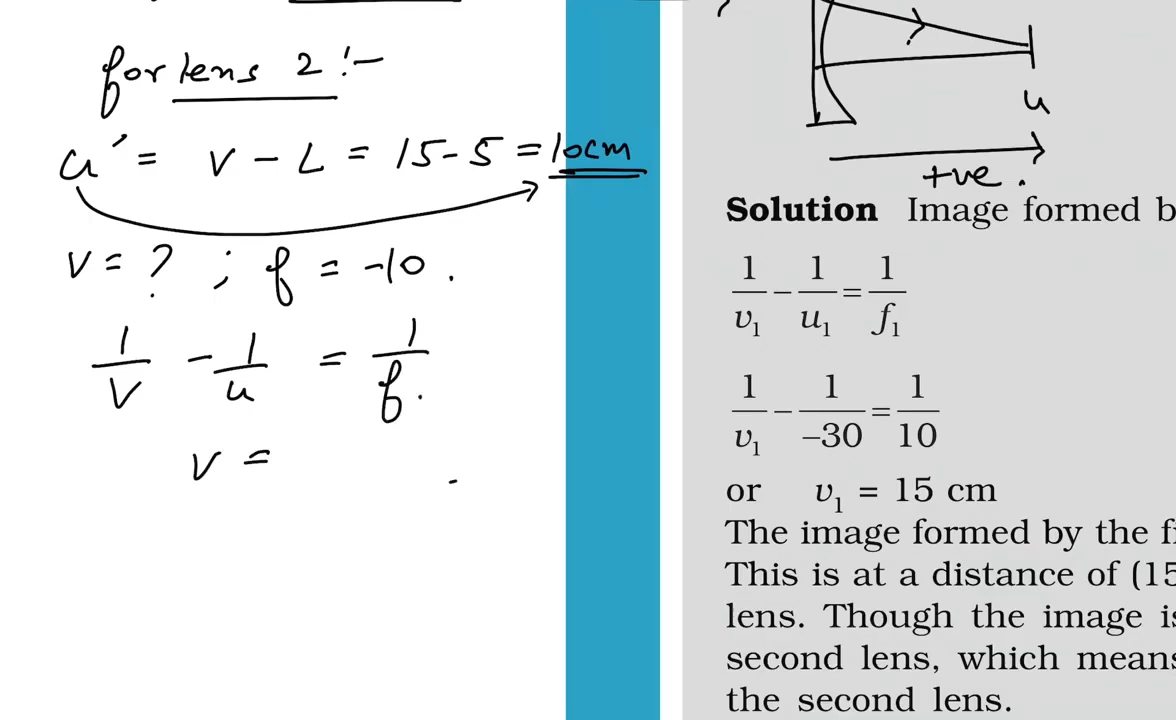 for lens 2 :-
u' = v - L = 15 - 5 = 10cm
v = ? ; f = -10 .
1/v - 1/u = 1/f .
v =
u
+ve .
Solution Image formed b
1/v₁ − 1/u₁ = 1/f₁
1/v₁ − 1/−30 = 1/10
or v₁ = 15 cm
The image formed by the fi
This is at a distance of (15
lens. Though the image is
second lens, which means
the second lens.